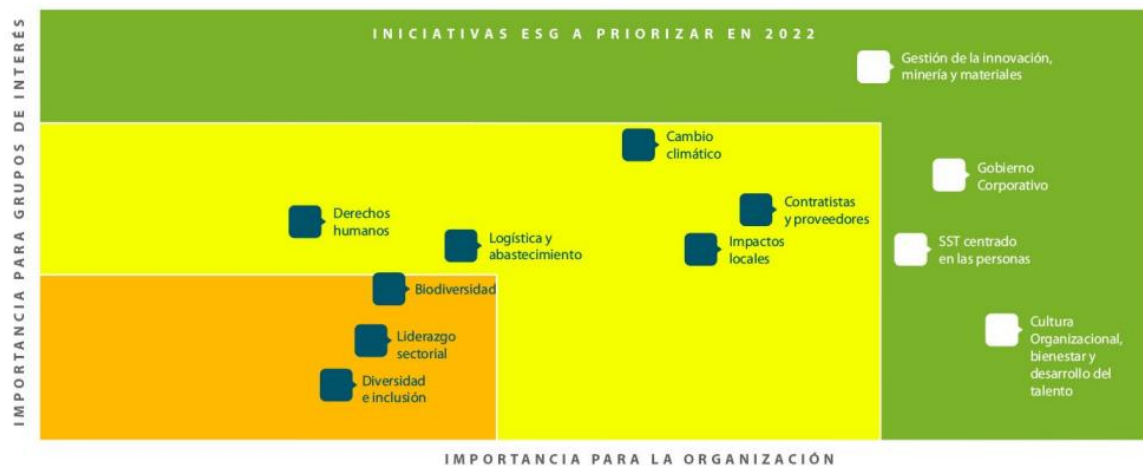 INICIATIVAS ESG A PRIORIZAR EN 2022
IMPORTANCIA PARA GRUPOS DE INTERÉS
Gestión de la innovación,
minería y materiales
Cambio
climático
Gobierno
Corporativo
Contratistas
y proveedores
Derechos
humanos
Logística y
abastecimiento
Impactos
locales
SST centrado
en las personas
Biodiversidad
Liderazgo
sectorial
Cultura
Organizacional,
bienestar y
desarrollo del
talento
Diversidad
e inclusión
IMPORTANCIA PARA LA ORGANIZACIÓN